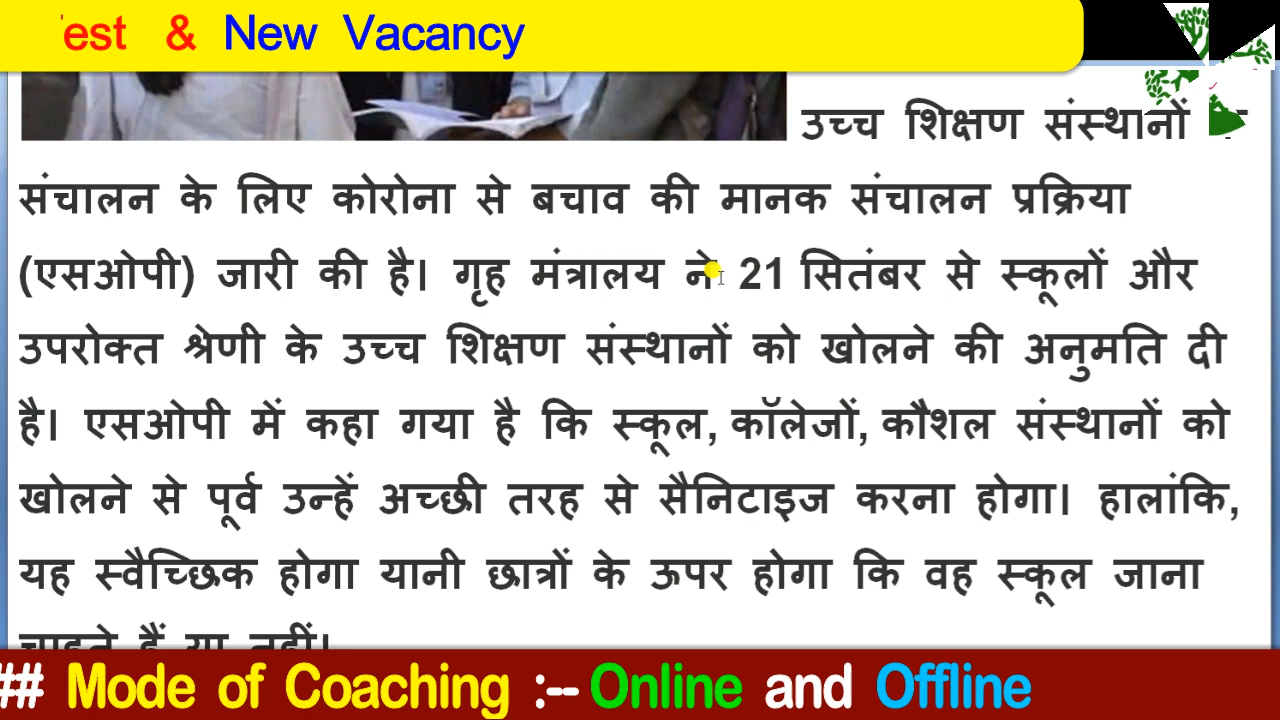 est & New Vacancy
उच्च शिक्षण संस्थानों
संचालन के लिए कोरोना से बचाव की मानक संचालन प्रक्रिया
(एसओपी) जारी की है। गृह मंत्रालय ने 21 सितंबर से स्कूलों और
उपरोक्त श्रेणी के उच्च शिक्षण संस्थानों को खोलने की अनुमति दी
है। एसओपी में कहा गया है कि स्कूल, कॉलेजों, कौशल संस्थानों को
खोलने से पूर्व उन्हें अच्छी तरह से सैनिटाइज करना होगा। हालांकि,
यह स्वैच्छिक होगा यानी छात्रों के ऊपर होगा कि वह स्कूल जाना
चाहते हैं या नहीं।
## Mode of Coaching :-- Online and Offline